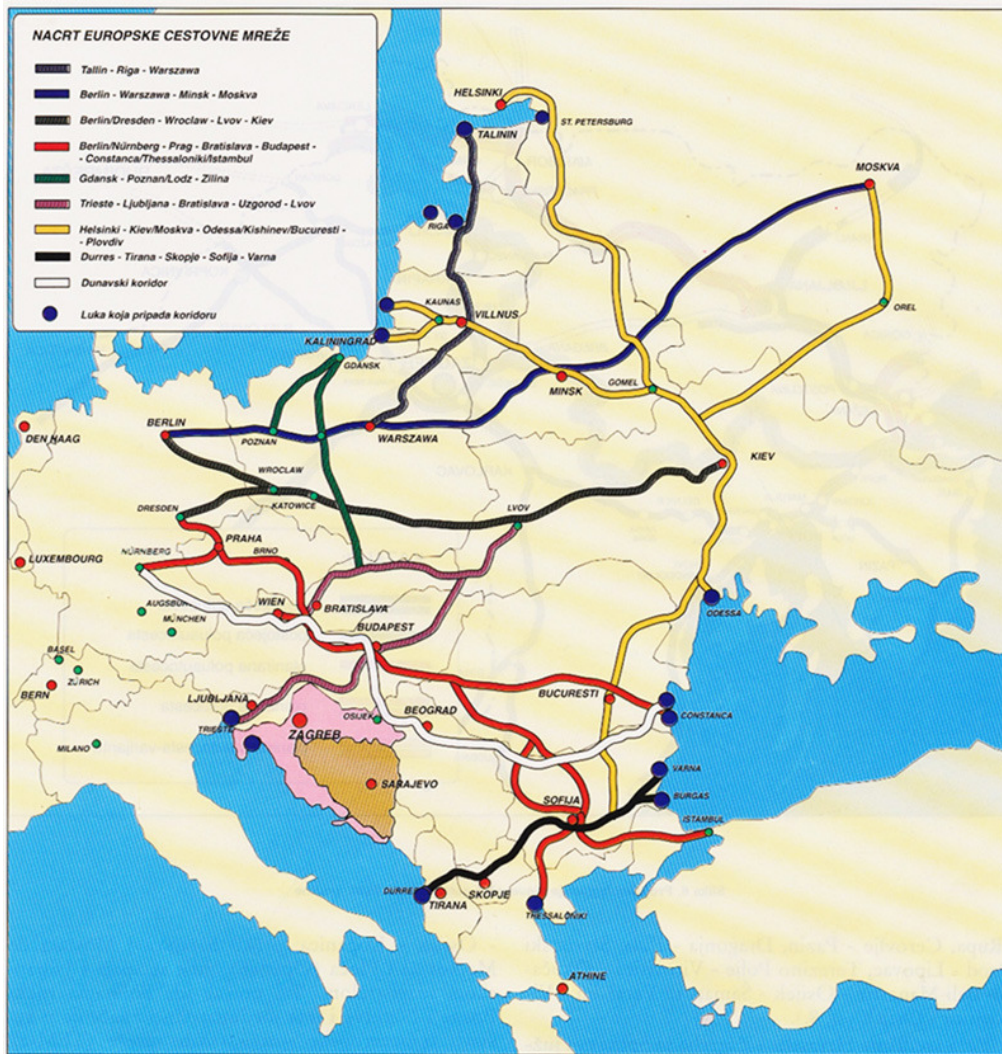 NACRT EUROPSKE CESTOVNE MREŽE
Tallin - Riga - Warszawa
Berlin - Warszawa - Minsk - Moskva
Berlin/Dresden - Wroclaw - Lvov - Kiev
Berlin/Nürnberg - Prag - Bratislava - Budapest -
- Constanca/Thessaloniki/Istambul
Gdansk - Poznan/Lodz - Zilina
Trieste - Ljubljana - Bratislava - Uzgorod - Lvov
Helsinki - Kiev/Moskva - Odessa/Kishinev/Bucuresti -
- Plovdiv
Durres - Tirana - Skopje - Sofija - Varna
Dunavski koridor
Luka koja pripada koridoru
HELSINKI
ST. PETERSBURG
TALININ
MOSKVA
RIGA
KAUNAS
OREL
VILLNUS
KALININGRAD
GDANSK
MINSK
GOMEL
BERLIN
DEN HAAG
POZNAN
WARSZAWA
KIEV
WROCLAW
KATOWICE
DRESDEN
LVOV
PRAHA
NÜRNBERG
BRNO
LUXEMBOURG
AUGSBURG
WIEN
BRATISLAVA
ODESSA
MÜNCHEN
BUDAPEST
BASEL
ZÜRICH
BERN
LJUBLJANA
BUCURESTI
OSIJEK
BEOGRAD
CONSTANCA
TRIESTE
ZAGREB
MILANO
VARNA
SARAJEVO
SOFIJA
BURGAS
ISTAMBUL
DURRES
TIRANA
SKOPJE
THESSALONIKI
ATHINE